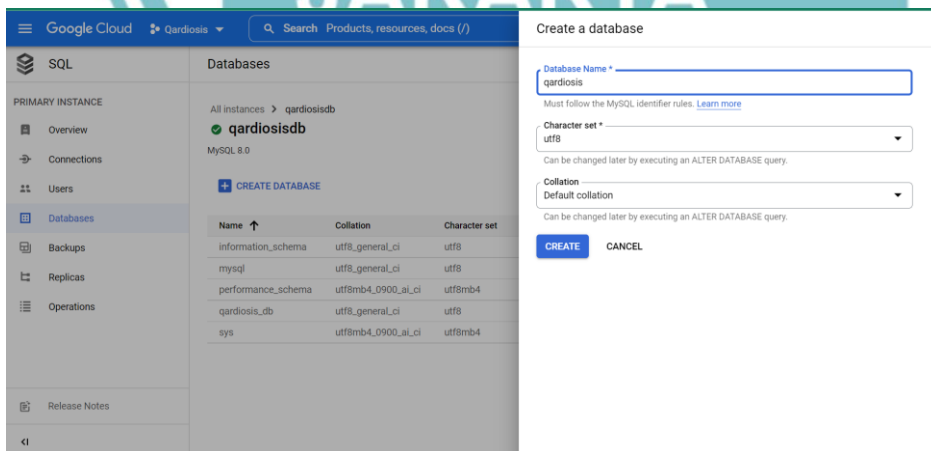 Google Cloud
Qardiosis
Search Products, resources, docs (/)
SQL
PRIMARY INSTANCE
Overview
Connections
Users
Databases
Backups
Replicas
Operations
Release Notes
Databases
All instances > qardiosisdb
qardiosisdb
MySQL 8.0
CREATE DATABASE
Name ↑ Collation Character set
information_schema utf8_general_ci utf8
mysql utf8_general_ci utf8
performance_schema utf8mb4_0900_ai_ci utf8mb4
qardiosis_db utf8_general_ci utf8
sys utf8mb4_0900_ai_ci utf8mb4
Create a database
Database Name *
qardiosis
Must follow the MySQL identifier rules. Learn more
Character set *
utf8
Can be changed later by executing an ALTER DATABASE query.
Collation
Default collation
Can be changed later by executing an ALTER DATABASE query.
CREATE CANCEL